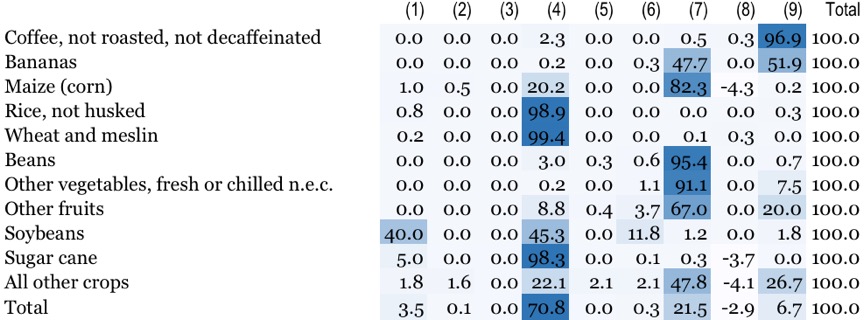 (1) (2) (3) (4) (5) (6) (7) (8) (9) Total
Coffee, not roasted, not decaffeinated 0.0 0.0 0.0 2.3 0.0 0.0 0.5 0.3 96.9 100.0
Bananas 0.0 0.0 0.0 0.2 0.0 0.3 47.7 0.0 51.9 100.0
Maize (corn) 1.0 0.5 0.0 20.2 0.0 0.0 82.3 -4.3 0.2 100.0
Rice, not husked 0.8 0.0 0.0 98.9 0.0 0.0 0.0 0.0 0.3 100.0
Wheat and meslin 0.2 0.0 0.0 99.4 0.0 0.0 0.1 0.3 0.0 100.0
Beans 0.0 0.0 0.0 3.0 0.3 0.6 95.4 0.0 0.7 100.0
Other vegetables, fresh or chilled n.e.c. 0.0 0.0 0.0 0.2 0.0 1.1 91.1 0.0 7.5 100.0
Other fruits 0.0 0.0 0.0 8.8 0.4 3.7 67.0 0.0 20.0 100.0
Soybeans 40.0 0.0 0.0 45.3 0.0 11.8 1.2 0.0 1.8 100.0
Sugar cane 5.0 0.0 0.0 98.3 0.0 0.1 0.3 -3.7 0.0 100.0
All other crops 1.8 1.6 0.0 22.1 2.1 2.1 47.8 -4.1 26.7 100.0
Total 3.5 0.1 0.0 70.8 0.0 0.3 21.5 -2.9 6.7 100.0